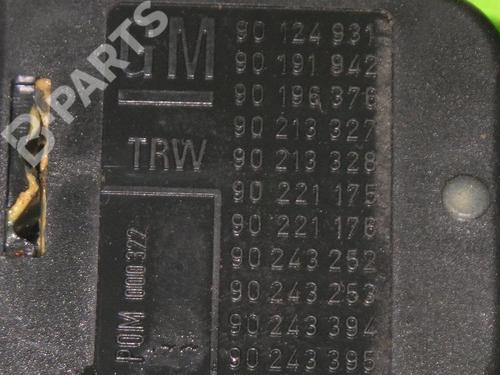 B-PARTS
GM
TRW
POM 000322
90 124 931
90 191 942
90 196 376
90 213 327
90 213 328
90 221 175
90 221 176
90 243 252
90 243 253
90 243 394
90 243 395